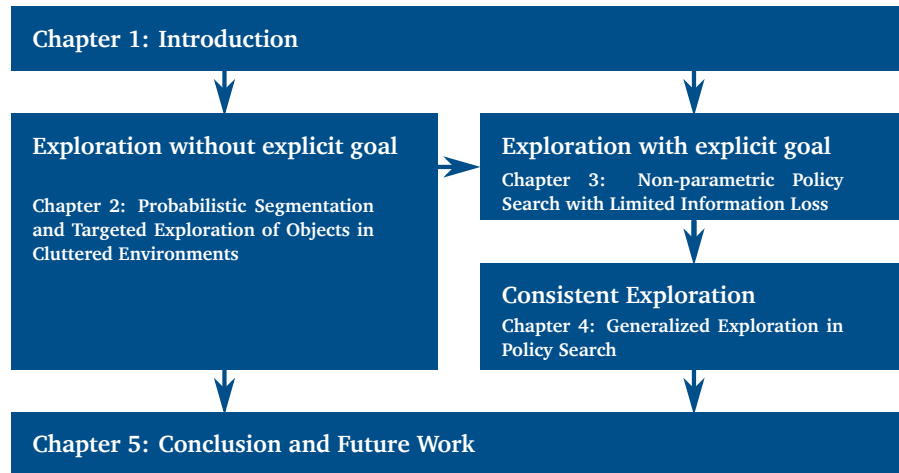 Chapter 1: Introduction
Exploration without explicit goal
Chapter 2: Probabilistic Segmentation
and Targeted Exploration of Objects in
Cluttered Environments
Exploration with explicit goal
Chapter 3: Non-parametric Policy
Search with Limited Information Loss
Consistent Exploration
Chapter 4: Generalized Exploration in
Policy Search
Chapter 5: Conclusion and Future Work